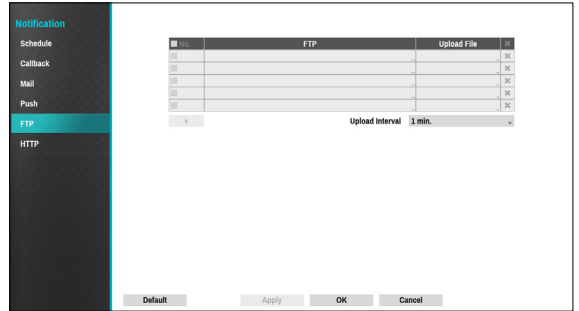 Notification
Schedule
Callback
Mail
Push
FTP
HTTP
No. FTP Upload File
+ Upload Interval 1 min.
Default Apply OK Cancel